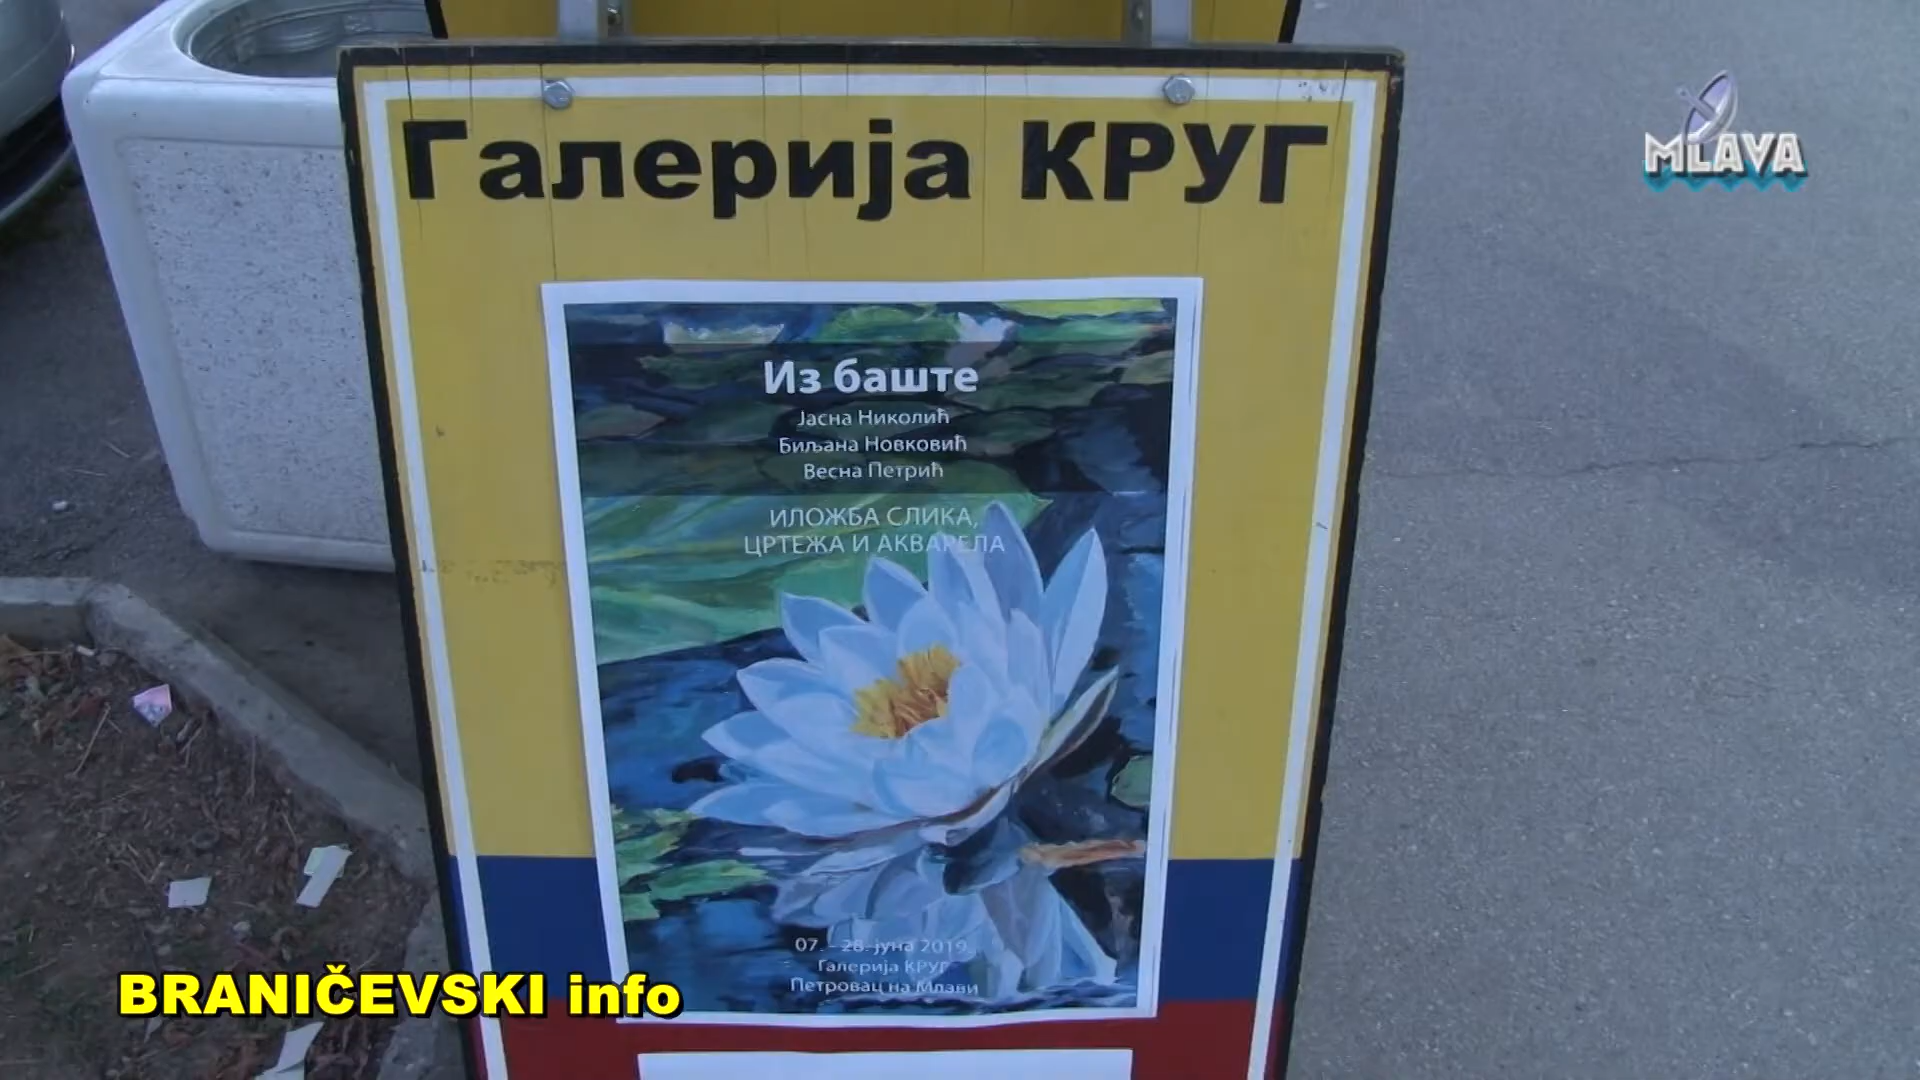 Галерија КРУГ
MLAVA
Из баште
Јасна Николић
Биљана Новковић
Весна Петрић
ИЛОЖБА СЛИКА,
ЦРТЕЖА И АКВАРЕЛА
07. - 28. јуна 2019.
Галерија КРУГ
Петровац на Млави
BRANIČEVSKI info